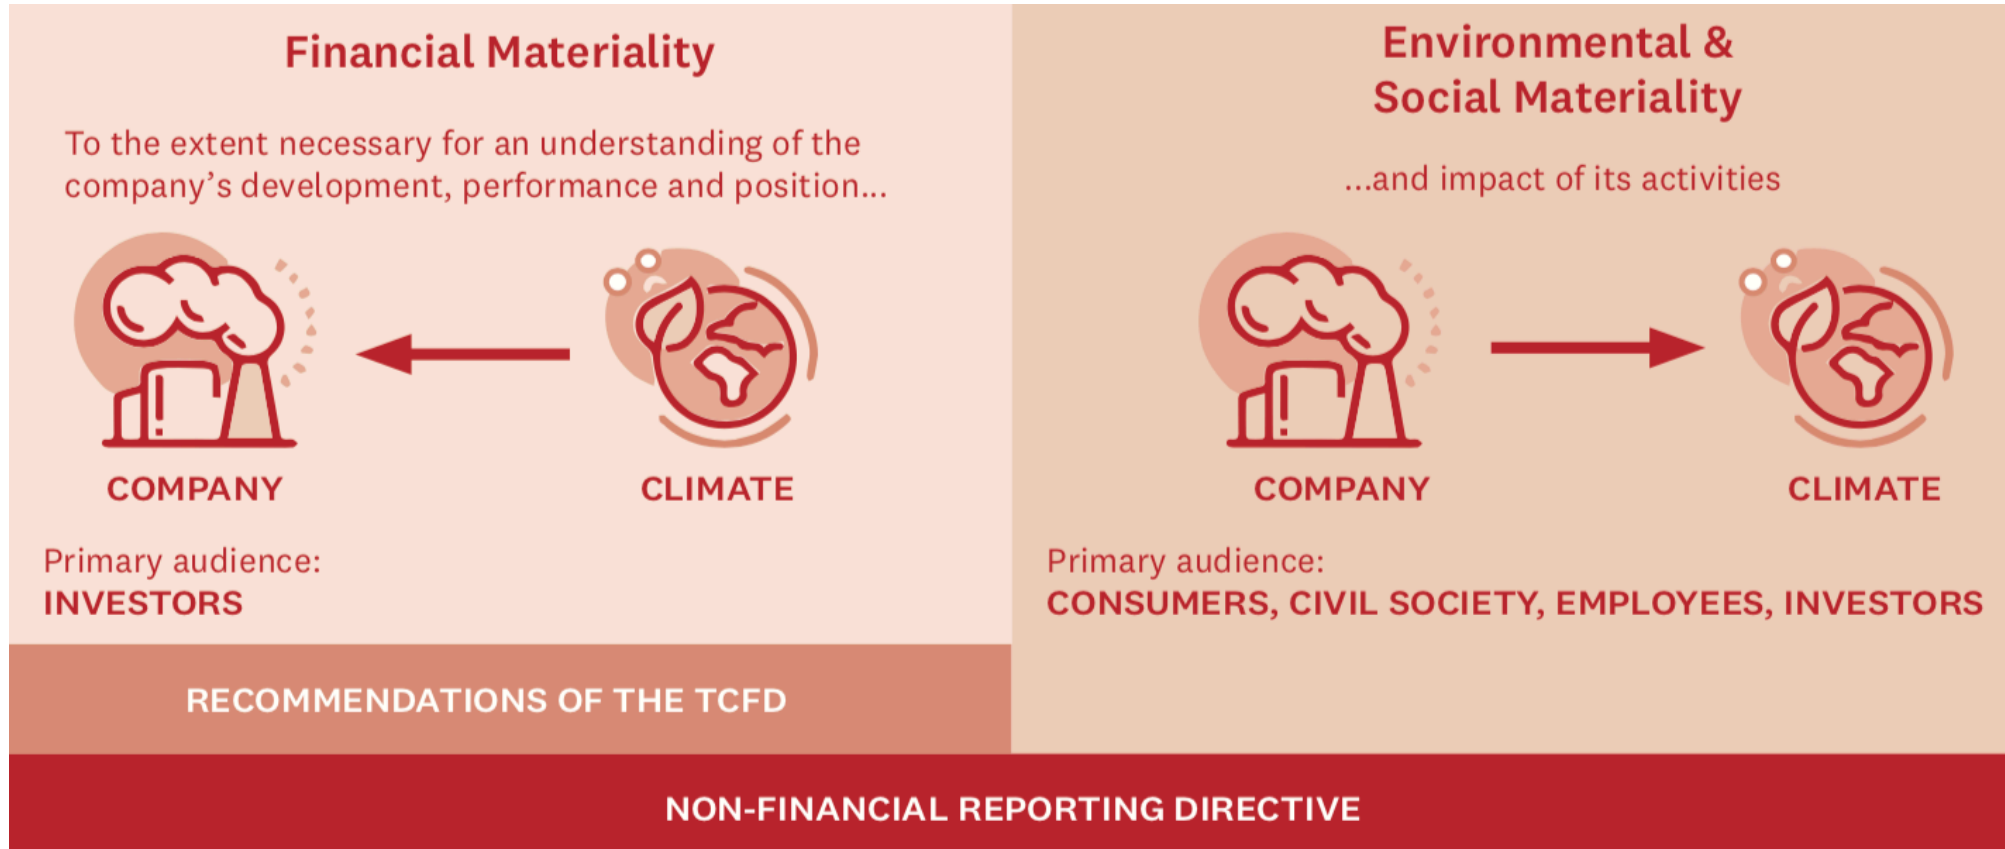 Financial Materiality
To the extent necessary for an understanding of the
company’s development, performance and position...
COMPANY
CLIMATE
Primary audience:
INVESTORS
RECOMMENDATIONS OF THE TCFD
Environmental &
Social Materiality
...and impact of its activities
COMPANY
CLIMATE
Primary audience:
CONSUMERS, CIVIL SOCIETY, EMPLOYEES, INVESTORS
NON-FINANCIAL REPORTING DIRECTIVE